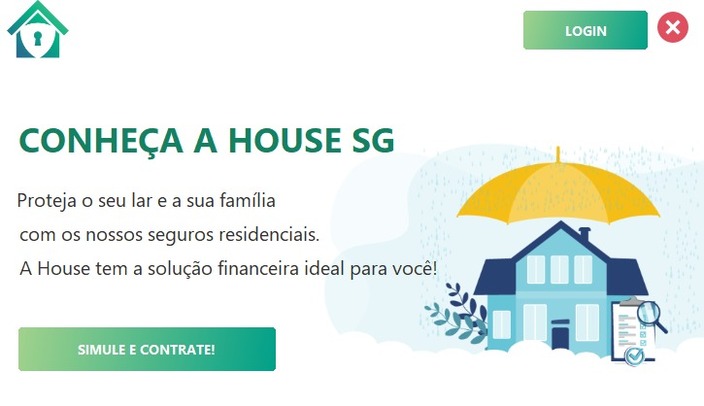 LOGIN
CONHEÇA A HOUSE SG
Proteja o seu lar e a sua família
com os nossos seguros residenciais.
A House tem a solução financeira ideal para você!
SIMULE E CONTRATE!